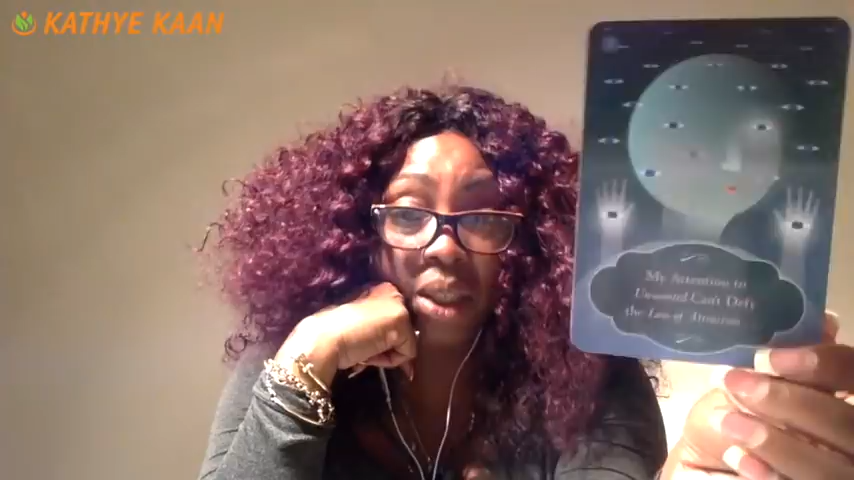 KATHYE KAAN
My Attention to
Unwanted Can't Defy
the Law of Attraction